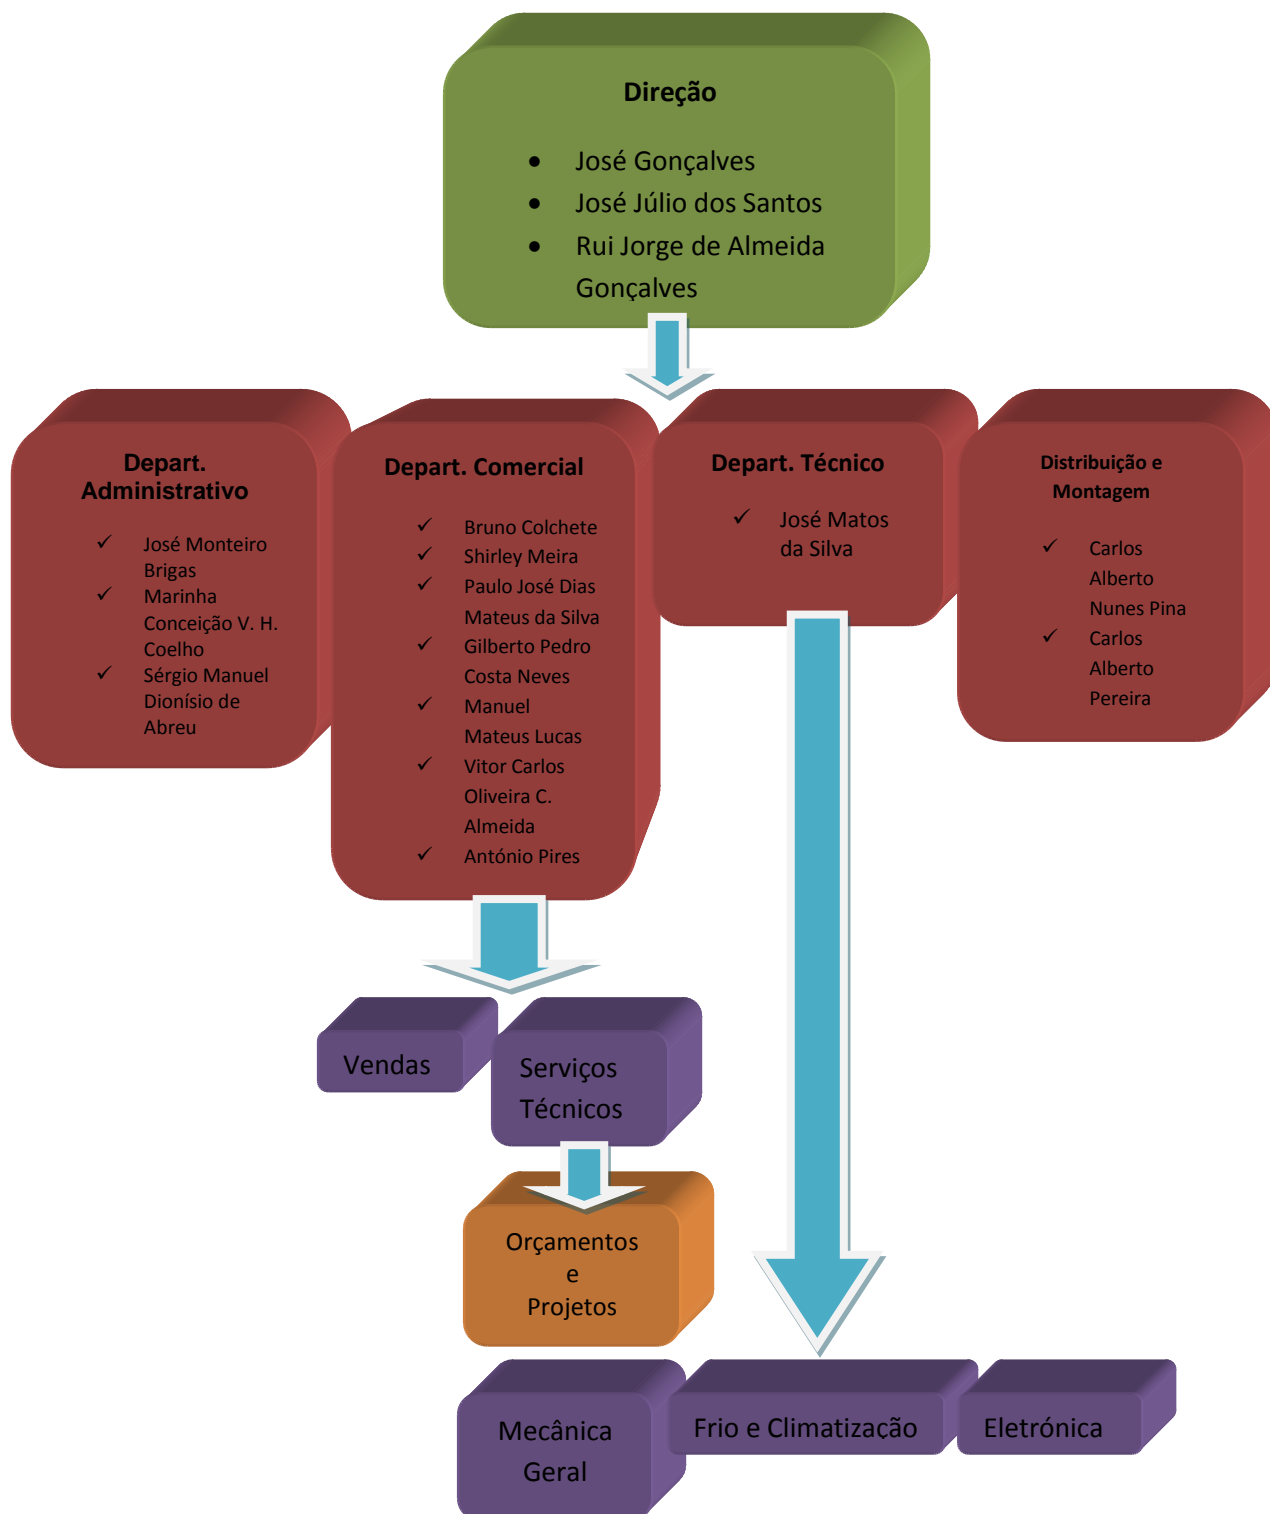 Direção
• José Gonçalves
• José Júlio dos Santos
• Rui Jorge de Almeida
Gonçalves
Depart.
Administrativo
✓ José Monteiro
Brigas
✓ Marinha
Conceição V. H.
Coelho
✓ Sérgio Manuel
Dionísio de
Abreu
Depart. Comercial
✓ Bruno Colchete
✓ Shirley Meira
✓ Paulo José Dias
Mateus da Silva
✓ Gilberto Pedro
Costa Neves
✓ Manuel
Mateus Lucas
✓ Vitor Carlos
Oliveira C.
Almeida
✓ António Pires
Depart. Técnico
✓ José Matos
da Silva
Distribuição e
Montagem
✓ Carlos
Alberto
Nunes Pina
✓ Carlos
Alberto
Pereira
Vendas
Serviços
Técnicos
Orçamentos
e
Projetos
Mecânica
Geral
Frio e Climatização
Eletrónica